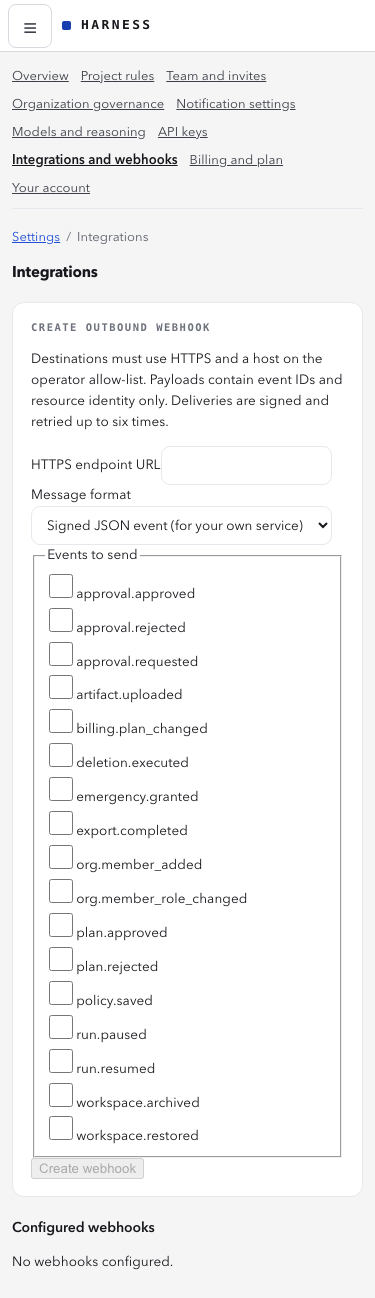 HARNESS
Overview Project rules Team and invites
Organization governance Notification settings
Models and reasoning API keys
Integrations and webhooks Billing and plan
Your account
Settings / Integrations
Integrations
CREATE OUTBOUND WEBHOOK
Destinations must use HTTPS and a host on the
operator allow-list. Payloads contain event IDs and
resource identity only. Deliveries are signed and
retried up to six times.
HTTPS endpoint URL
Message format
Signed JSON event (for your own service)
Events to send
approval.approved
approval.rejected
approval.requested
artifact.uploaded
billing.plan_changed
deletion.executed
emergency.granted
export.completed
org.member_added
org.member_role_changed
plan.approved
plan.rejected
policy.saved
run.paused
run.resumed
workspace.archived
workspace.restored
Create webhook
Configured webhooks
No webhooks configured.